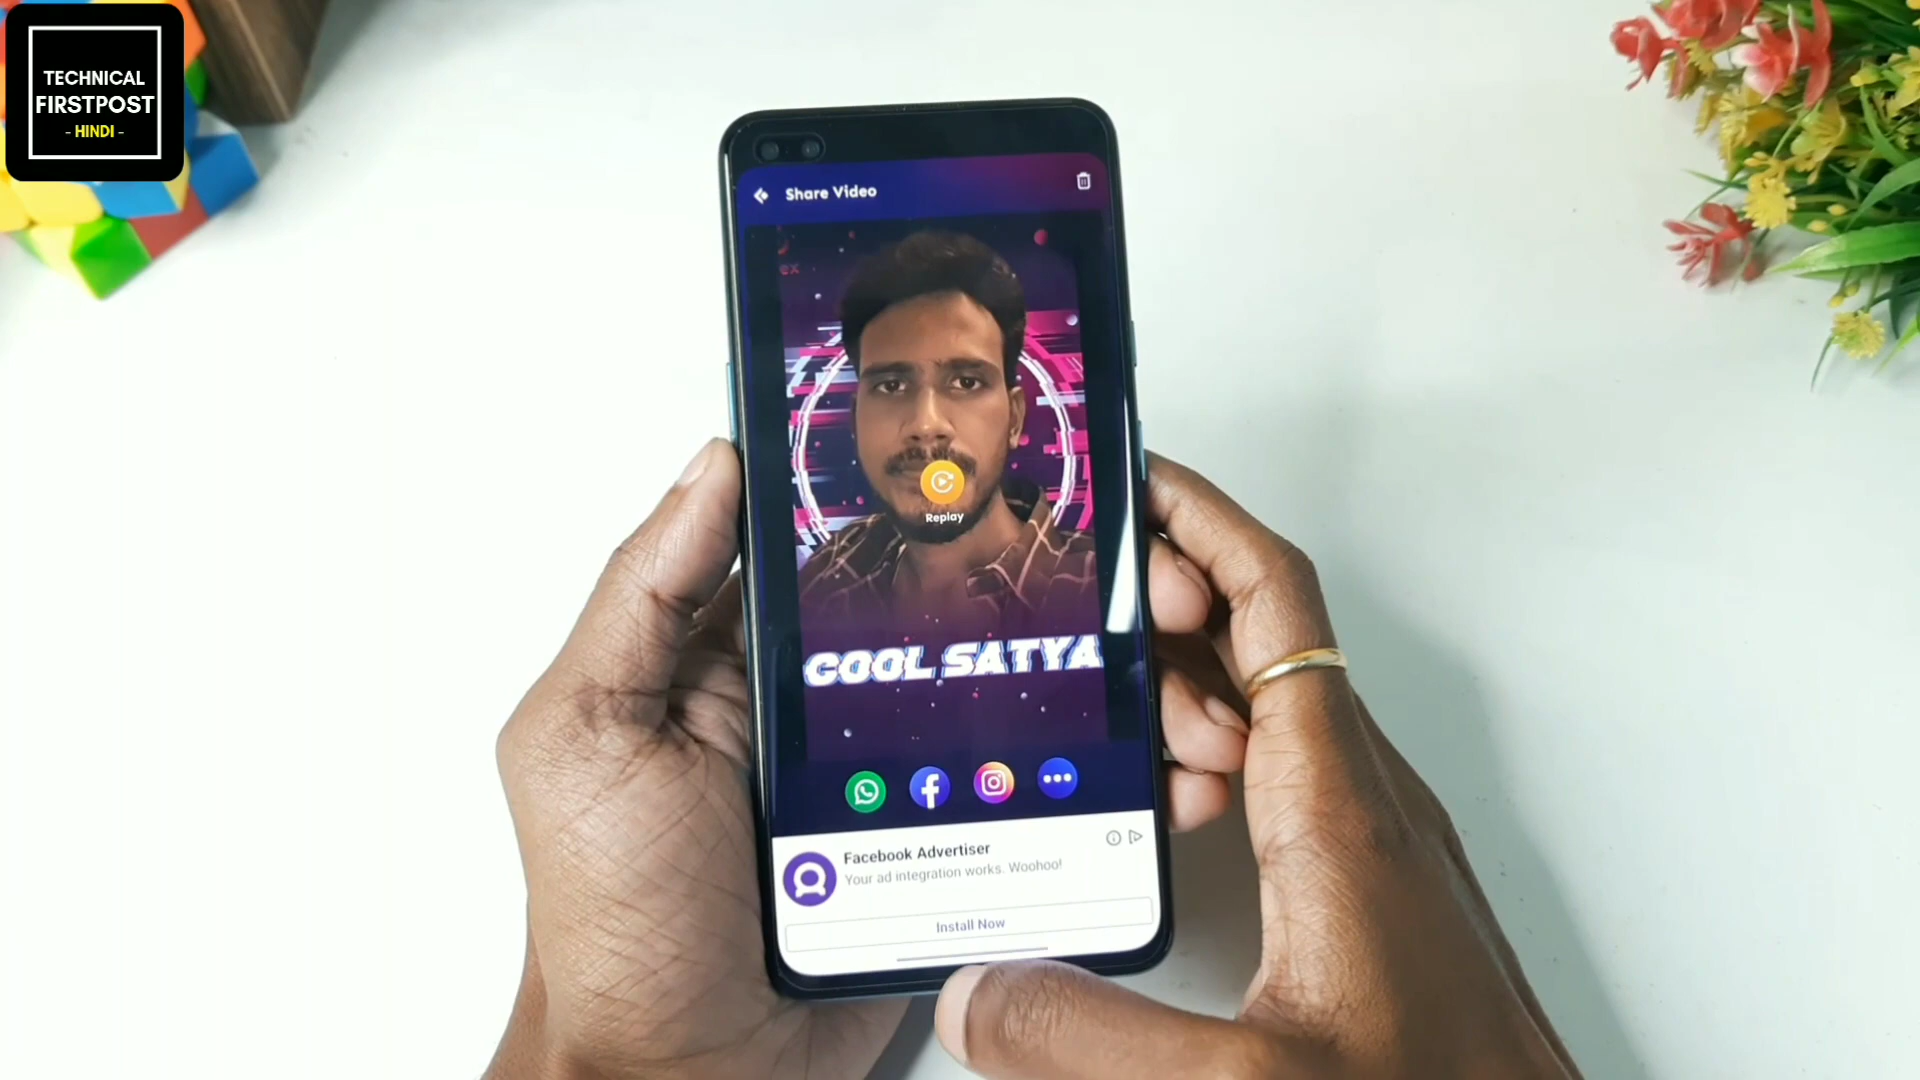 TECHNICAL
FIRSTPOST
- HINDI -
Share Video
Replay
COOL SATYA
Facebook Advertiser
Your ad integration works. Woohoo!
Install Now